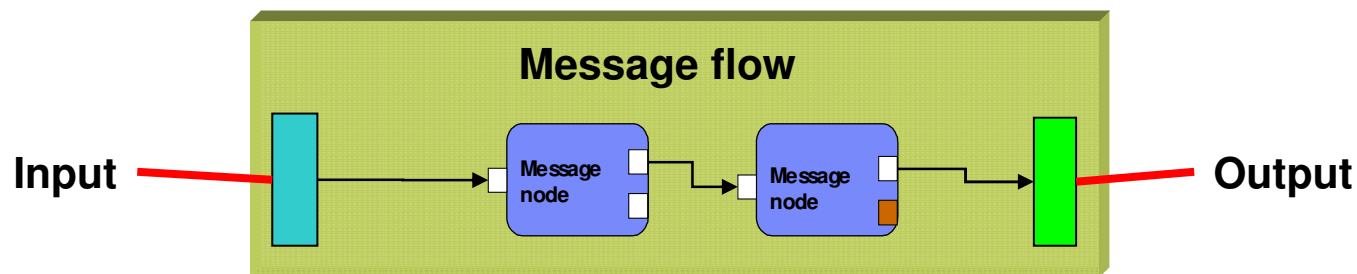 Message flow
Input
Message
node
Message
node
Output